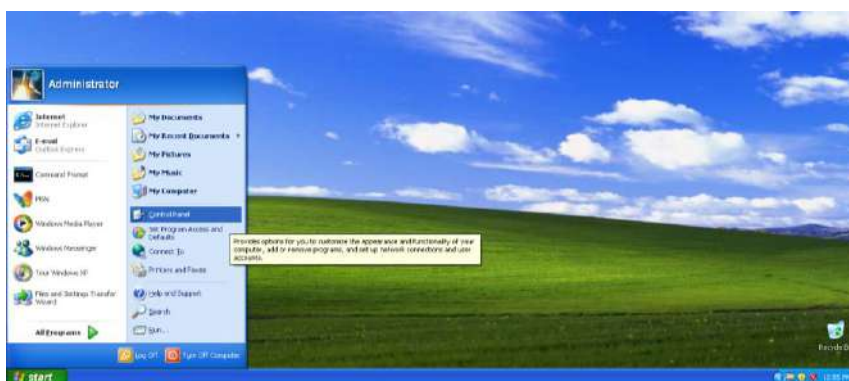 Administrator
Internet
Internet Explorer
E-mail
Outlook Express
Command Prompt
MSN
Windows Media Player
Windows Messenger
Tour Windows XP
Files and Settings Transfer
Wizard
All Programs
My Documents
My Recent Documents
My Pictures
My Music
My Computer
Control Panel
Set Program Access and
Defaults
Connect To
Printers and Faxes
Help and Support
Search
Run...
Provides options for you to customize the appearance and functionality of your
computer, add or remove programs, and set up network connections and user
accounts.
Log Off
Turn Off Computer
Recycle
start